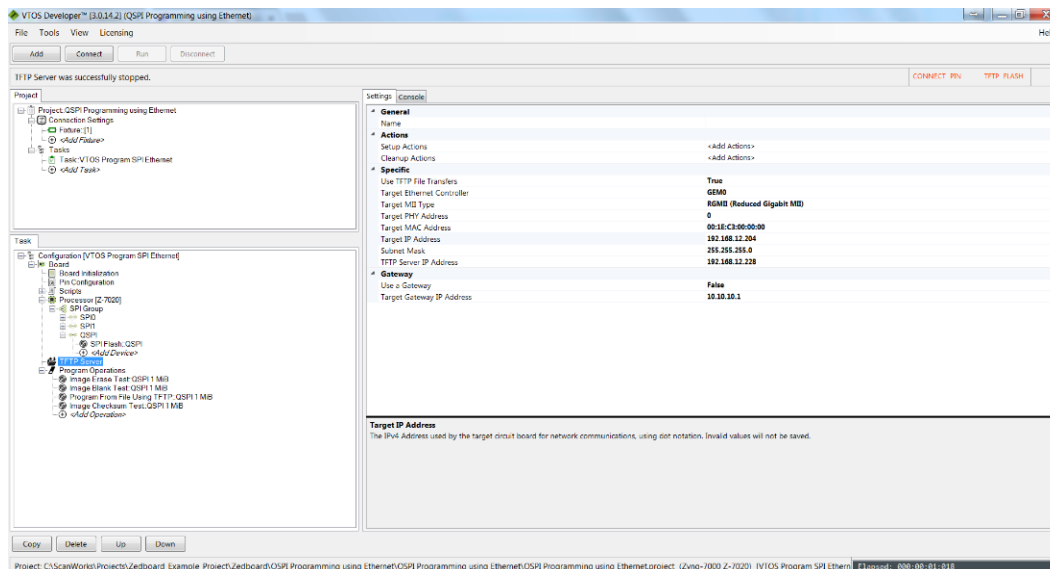 VTOS Developer™ [3.0.14.2] (QSPI Programming using Ethernet)
File Tools View Licensing Hel
Add Connect Run Disconnect
TFTP Server was successfully stopped. CONNECT PIN TFTP FLASH
Project
Project::QSPI Programming using Ethernet
Connection Settings
Fixture::[1]
<Add Fixture>
Tasks
Task::VTOS Program SPI Ethernet
<Add Task>
Task
Configuration [VTOS Program SPI Ethernet]
Board
Board Initialization
Pin Configuration
Scripts
Processor [Z-7020]
SPI Group
SPI0
SPI1
QSPI
SPI Flash::QSPI
<Add Device>
TFTP Server
Program Operations
Image Erase Test::QSPI 1 MiB
Image Blank Test::QSPI 1 MiB
Program From File Using TFTP::QSPI 1 MiB
Image Checksum Test::QSPI 1 MiB
<Add Operation>
Settings Console
General
Name
Actions
Setup Actions <Add Actions>
Cleanup Actions <Add Actions>
Specific
Use TFTP File Transfers True
Target Ethernet Controller GEM0
Target MII Type RGMII (Reduced Gigabit MII)
Target PHY Address 0
Target MAC Address 00:1E:C3:00:00:00
Target IP Address 192.168.12.204
Subnet Mask 255.255.255.0
TFTP Server IP Address 192.168.12.228
Gateway
Use a Gateway False
Target Gateway IP Address 10.10.10.1
Target IP Address
The IPv4 Address used by the target circuit board for network communications, using dot notation. Invalid values will not be saved.
Copy Delete Up Down
Project: C:\ScanWorks\Projects\Zedboard_Example_Project\Zedboard\QSPI Programming using Ethernet\QSPI Programming using Ethernet\QSPI Programming using Ethernet.project (Zynq-7000 Z-7020) [VTOS Program SPI Ethern Elapsed: 000:00:01:018